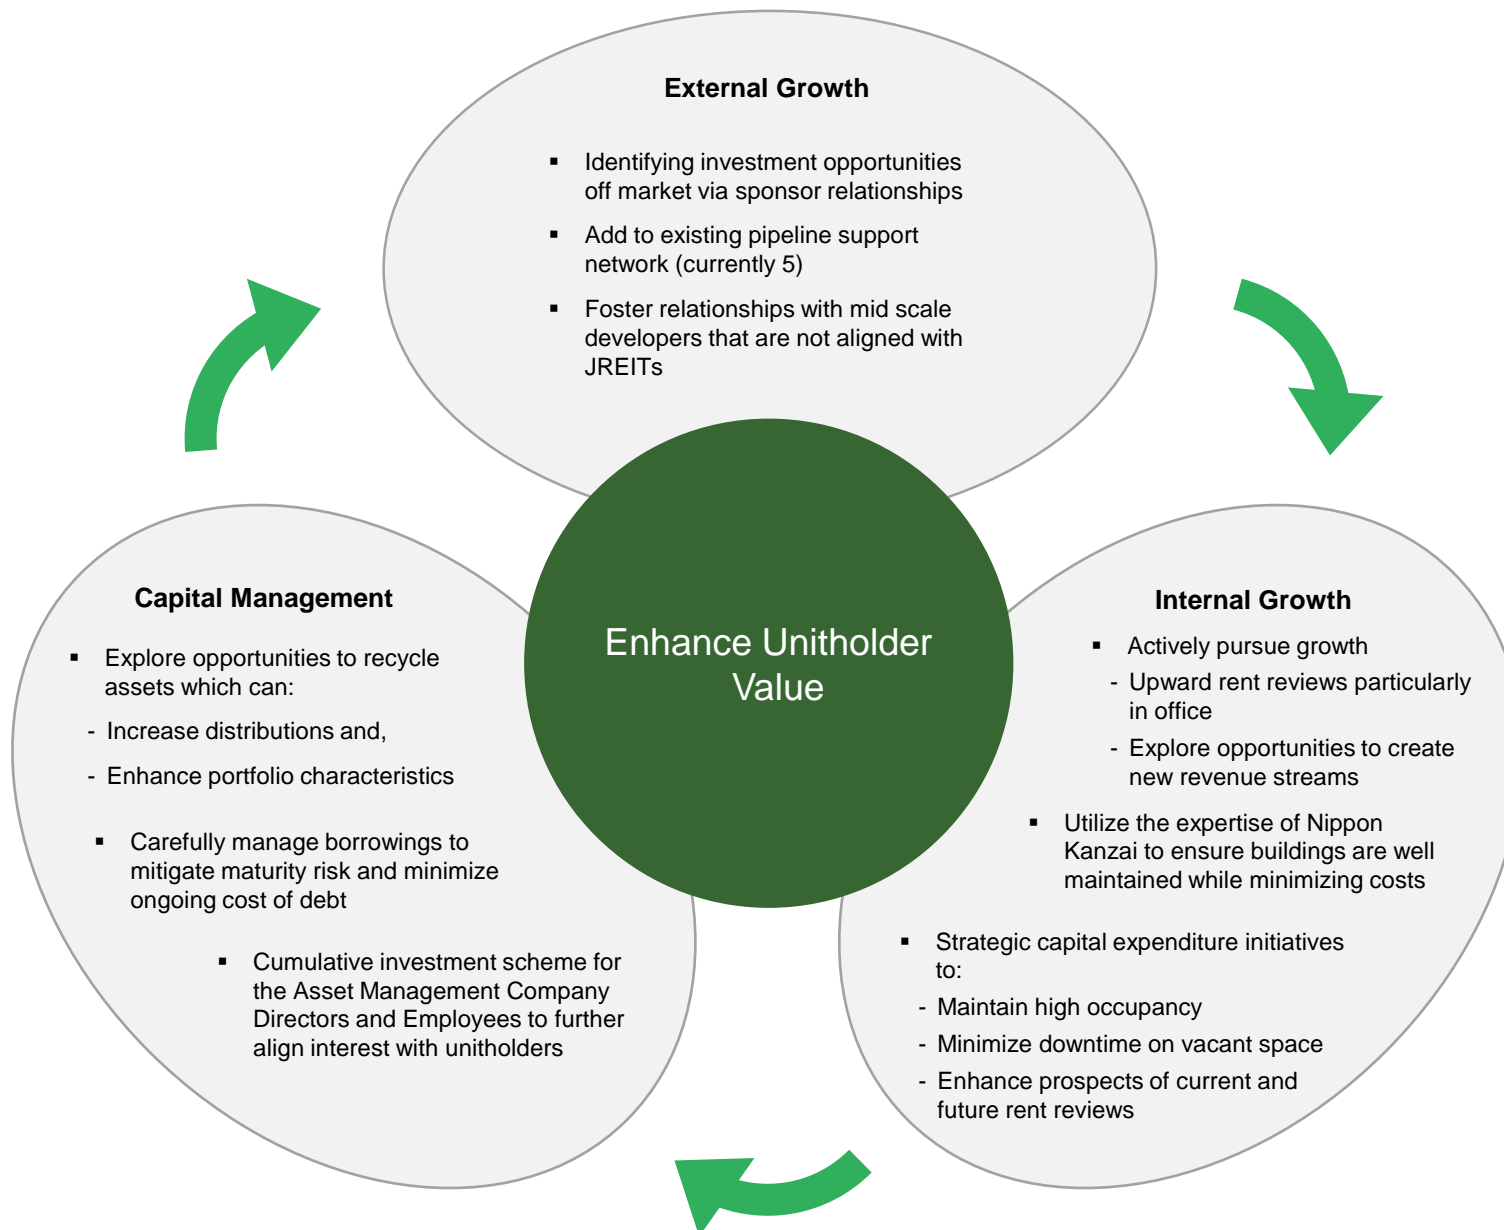 External Growth
▪ Identifying investment opportunities
off market via sponsor relationships
▪ Add to existing pipeline support
network (currently 5)
▪ Foster relationships with mid scale
developers that are not aligned with
JREITs
Enhance Unitholder
Value
Capital Management
▪ Explore opportunities to recycle
assets which can:
- Increase distributions and,
- Enhance portfolio characteristics
▪ Carefully manage borrowings to
mitigate maturity risk and minimize
ongoing cost of debt
▪ Cumulative investment scheme for
the Asset Management Company
Directors and Employees to further
align interest with unitholders
Internal Growth
▪ Actively pursue growth
- Upward rent reviews particularly
in office
- Explore opportunities to create
new revenue streams
▪ Utilize the expertise of Nippon
Kanzai to ensure buildings are well
maintained while minimizing costs
▪ Strategic capital expenditure initiatives
to:
- Maintain high occupancy
- Minimize downtime on vacant space
- Enhance prospects of current and
future rent reviews